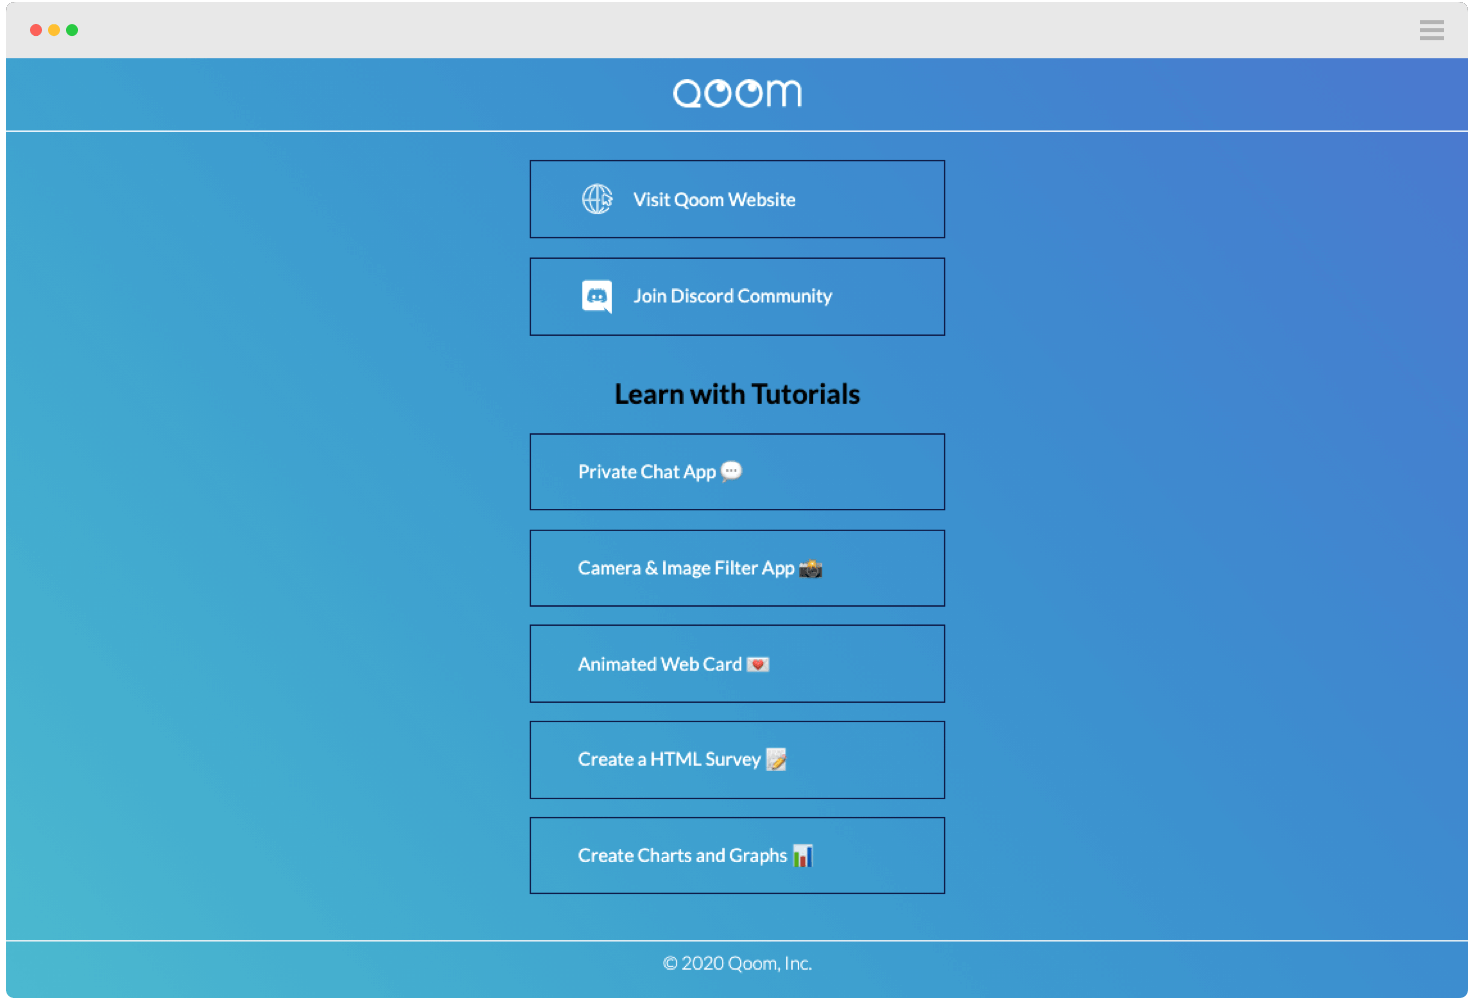 Qoom
Visit Qoom Website
Join Discord Community
Learn with Tutorials
Private Chat App 💬
Camera & Image Filter App 📸
Animated Web Card 💌
Create a HTML Survey 📝
Create Charts and Graphs 📊
© 2020 Qoom, Inc.